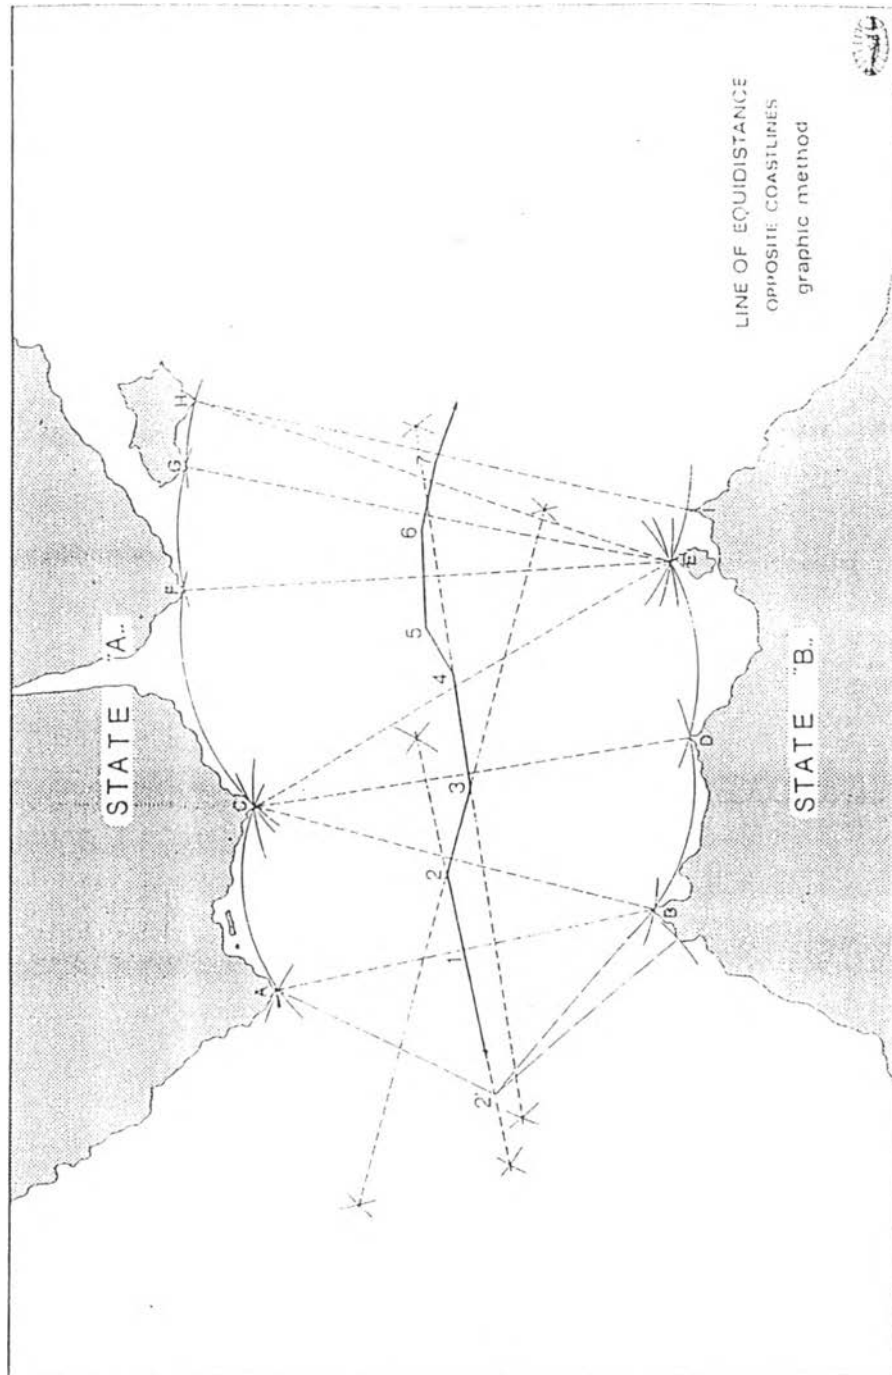 STATE "A"
STATE "B"
A
B
C
D
E
F
G
H
I
1
2
2'
3
4
5
6
7
LINE OF EQUIDISTANCE
OPPOSITE COASTLINES
graphic method